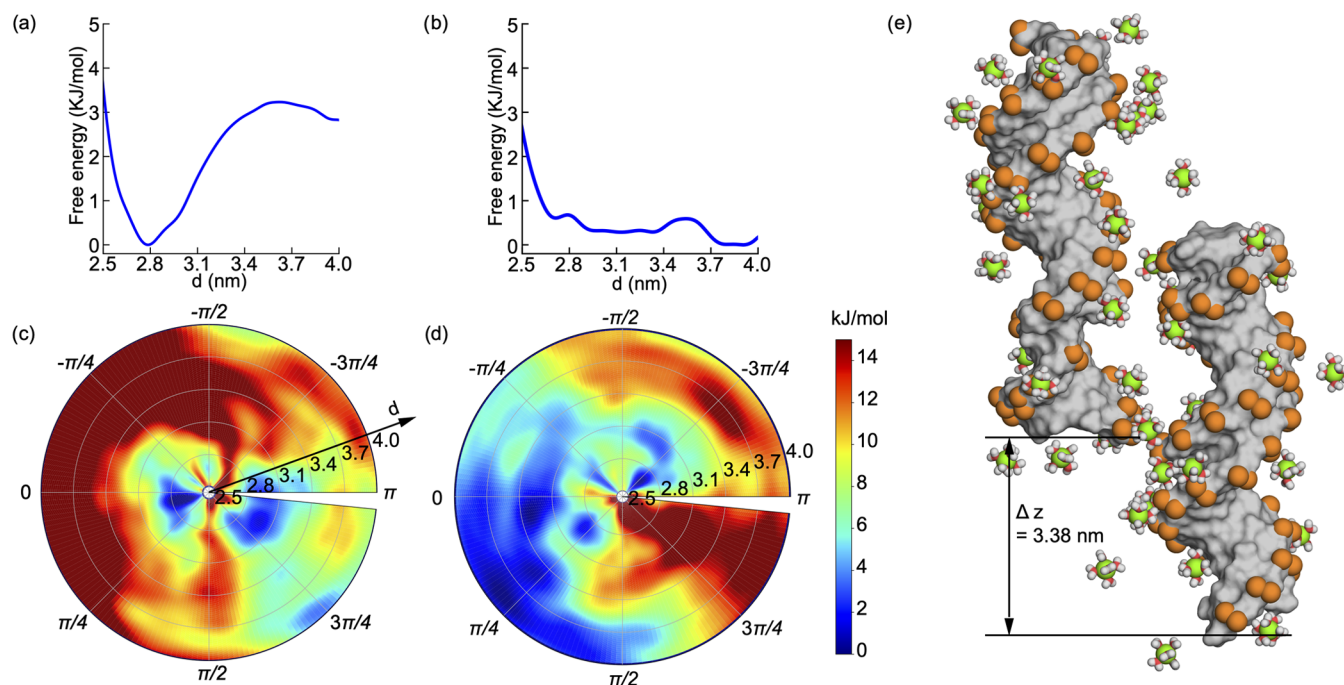 (a)
5
4
3
2
1
0
Free energy (KJ/mol)
2.5 2.8 3.1 3.4 3.7 4.0
d (nm)
(b)
5
4
3
2
1
0
Free energy (KJ/mol)
2.5 2.8 3.1 3.4 3.7 4.0
d (nm)
(c)
-π/2
-π/4
-3π/4
d
4.0
3.7
3.4
3.1
2.8
2.5
0
π
π/4
3π/4
π/2
(d)
-π/2
-π/4
-3π/4
4.0
3.7
3.4
3.1
2.8
2.5
0
π
π/4
3π/4
π/2
kJ/mol
14
12
10
8
6
4
2
0
(e)
Δ z
= 3.38 nm